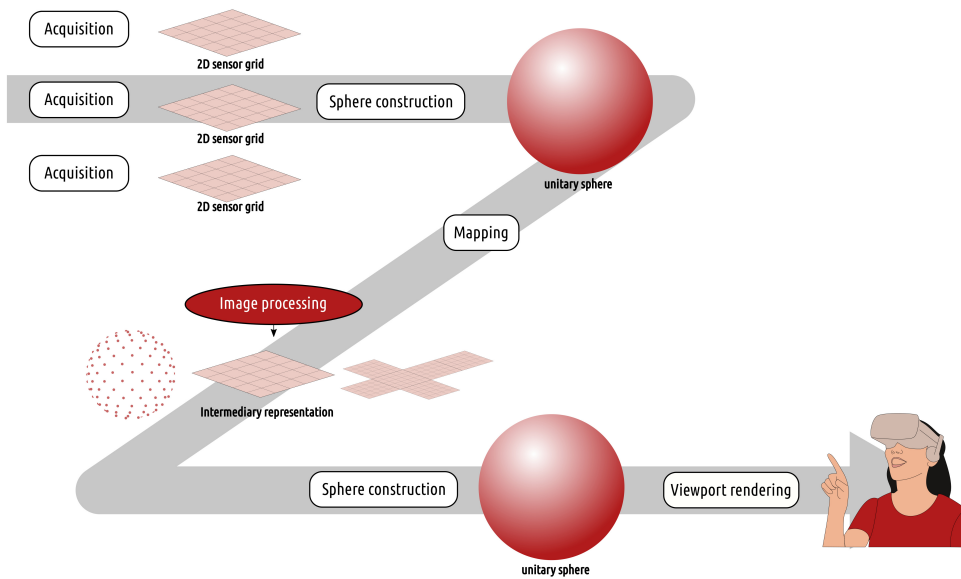 Acquisition
2D sensor grid
Acquisition
Sphere construction
2D sensor grid
Acquisition
unitary sphere
2D sensor grid
Mapping
Image processing
Intermediary representation
Sphere construction
Viewport rendering
unitary sphere